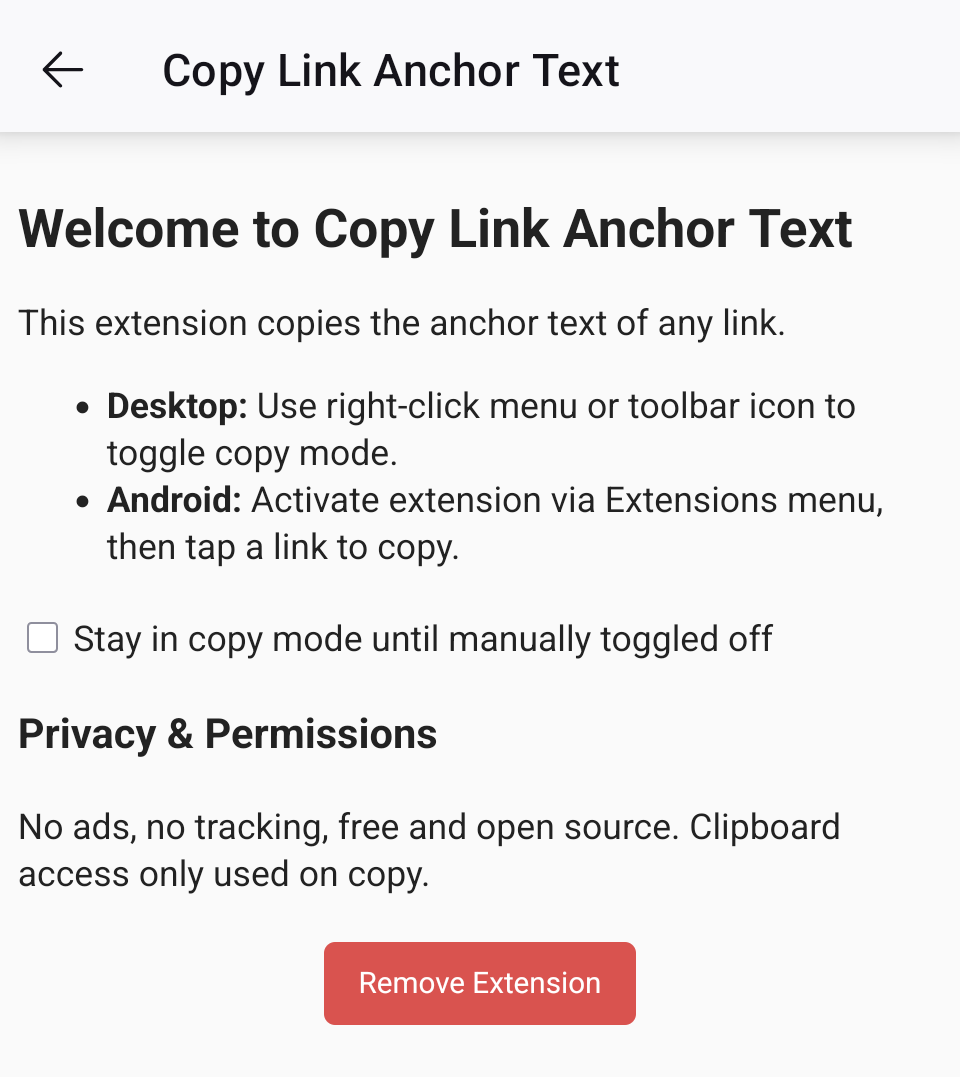 Copy Link Anchor Text
Welcome to Copy Link Anchor Text
This extension copies the anchor text of any link.
• Desktop: Use right-click menu or toolbar icon to
toggle copy mode.
• Android: Activate extension via Extensions menu,
then tap a link to copy.
Stay in copy mode until manually toggled off
Privacy & Permissions
No ads, no tracking, free and open source. Clipboard
access only used on copy.
Remove Extension